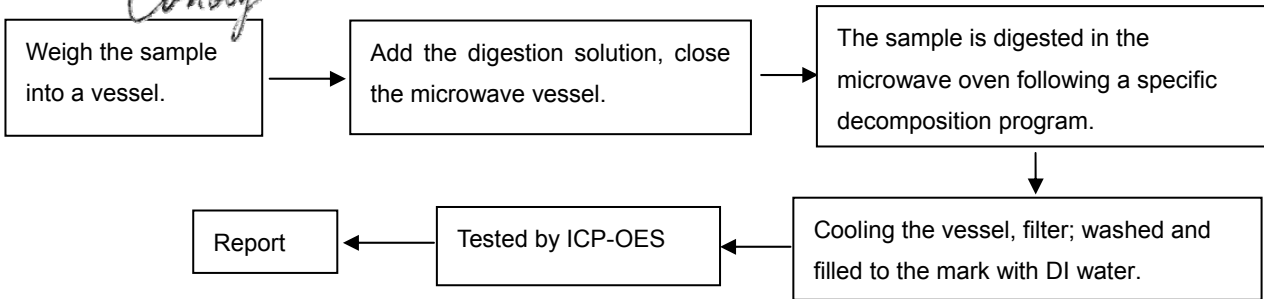 Weigh the sample
into a vessel.
Add the digestion solution, close
the microwave vessel.
The sample is digested in the
microwave oven following a specific
decomposition program.
Cooling the vessel, filter; washed and
filled to the mark with DI water.
Tested by ICP-OES
Report